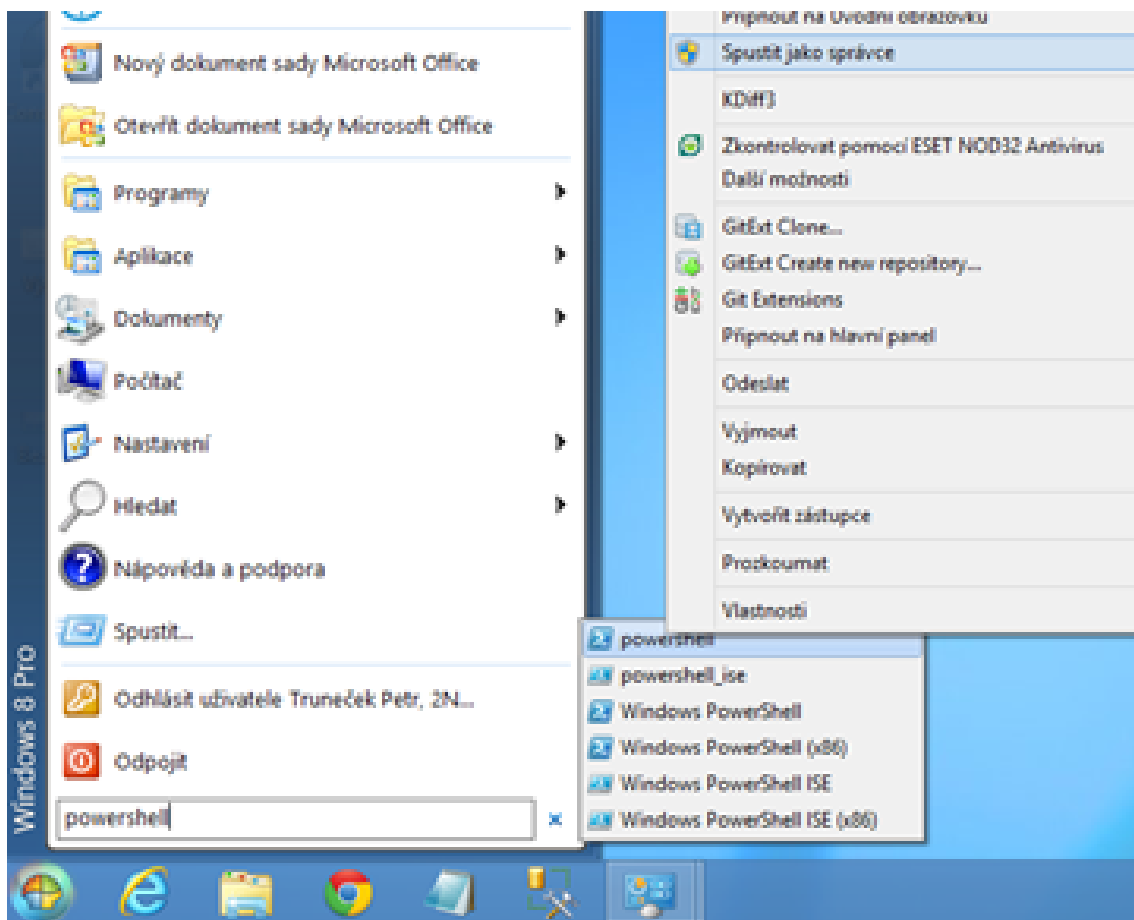 Nový dokument sady Microsoft Office
Otevřít dokument sady Microsoft Office
Programy
Aplikace
Dokumenty
Počítač
Nastavení
Hledat
Nápověda a podpora
Spustit...
Odhlásit uživatele Truneček Petr, 2N...
Odpojit
powershell
Windows 8 Pro
Připnout na Úvodní obrazovku
Spustit jako správce
KDiff3
Zkontrolovat pomocí ESET NOD32 Antivirus
Další možnosti
GitExt Clone...
GitExt Create new repository...
Git Extensions
Připnout na hlavní panel
Odeslat
Vyjmout
Kopírovat
Vytvořit zástupce
Prozkoumat
Vlastnosti
powershell
powershell_ise
Windows PowerShell
Windows PowerShell (x86)
Windows PowerShell ISE
Windows PowerShell ISE (x86)